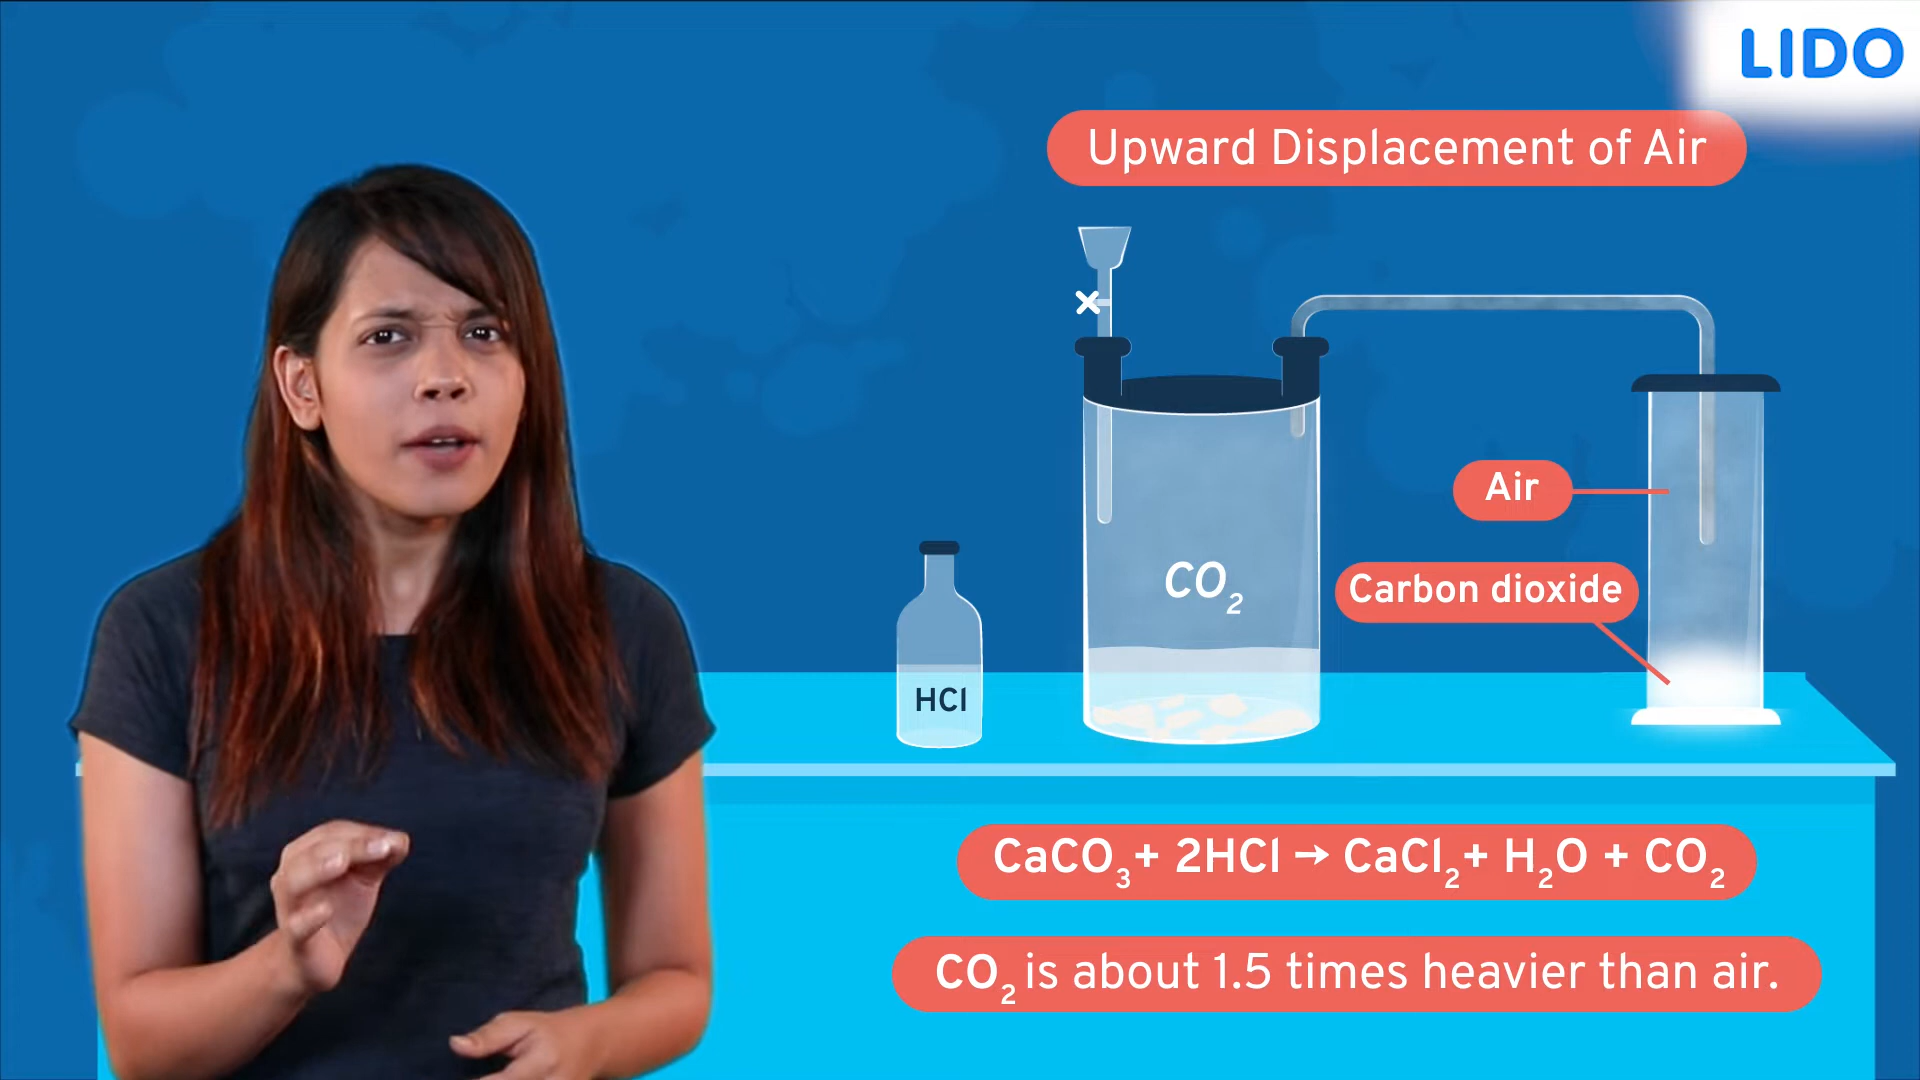 LIDO
Upward Displacement of Air
Air
CO₂
Carbon dioxide
HCl
CaCO₃+ 2HCl → CaCl₂+ H₂O + CO₂
CO₂ is about 1.5 times heavier than air.